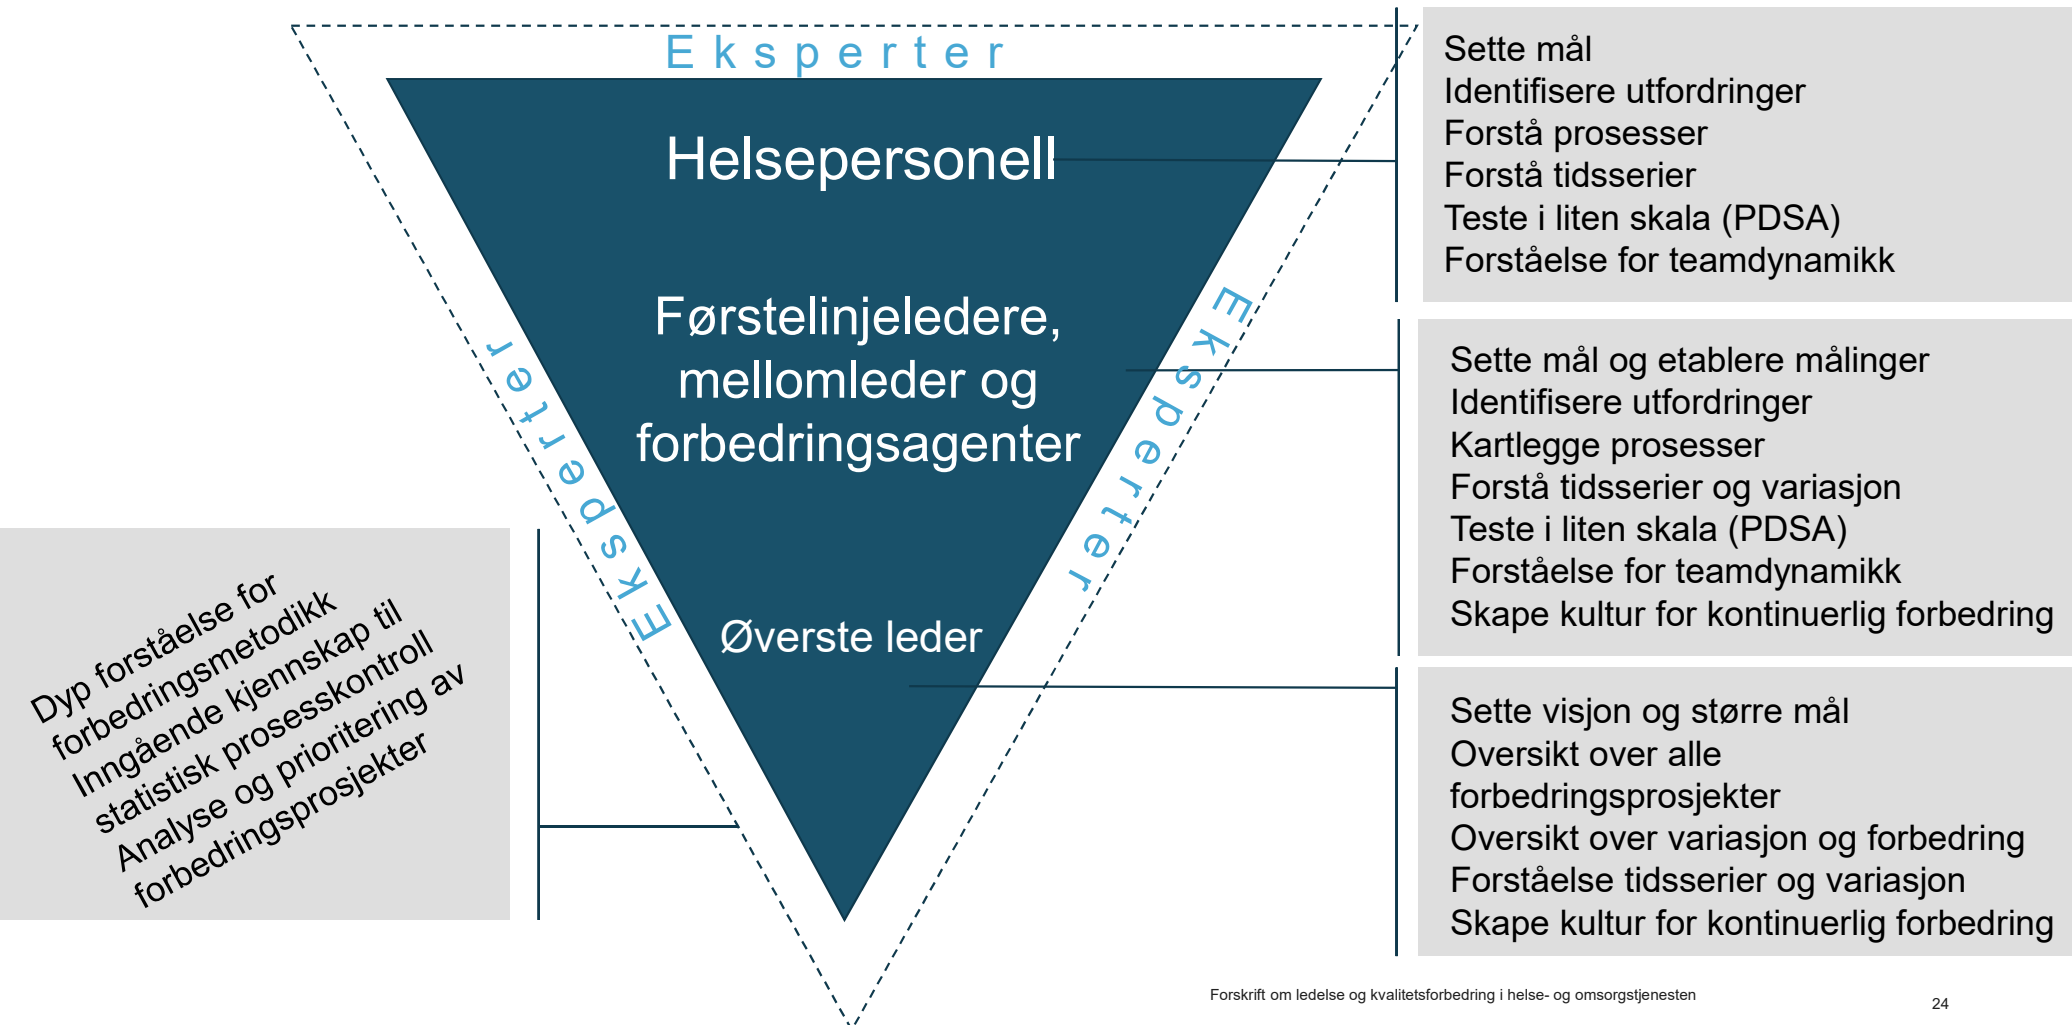 Eksperter
Helsepersonell
Førstelinjeledere,
mellomleder og
forbedringsagenter
Øverste leder
Eksperter
Eksperter
Sette mål
Identifisere utfordringer
Forstå prosesser
Forstå tidsserier
Teste i liten skala (PDSA)
Forståelse for teamdynamikk
Sette mål og etablere målinger
Identifisere utfordringer
Kartlegge prosesser
Forstå tidsserier og variasjon
Teste i liten skala (PDSA)
Forståelse for teamdynamikk
Skape kultur for kontinuerlig forbedring
Sette visjon og større mål
Oversikt over alle
forbedringsprosjekter
Oversikt over variasjon og forbedring
Forståelse tidsserier og variasjon
Skape kultur for kontinuerlig forbedring
Dyp forståelse for
forbedringsmetodikk
Inngående kjennskap til
statistisk prosesskontroll
Analyse og prioritering av
forbedringsprosjekter
Forskrift om ledelse og kvalitetsforbedring i helse- og omsorgstjenesten
24